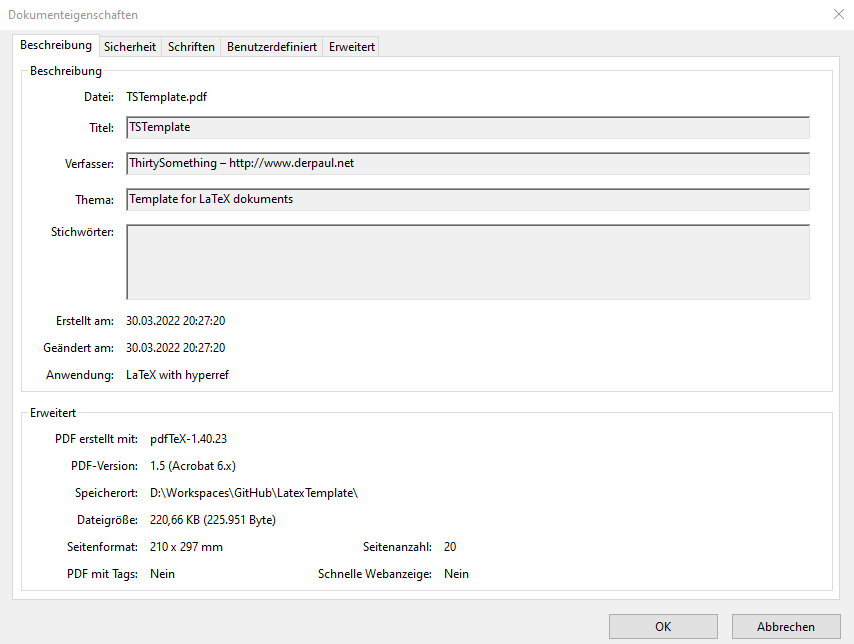 Dokumenteigenschaften
Beschreibung Sicherheit Schriften Benutzerdefiniert Erweitert
Beschreibung
Datei: TSTemplate.pdf
Titel: TSTemplate
Verfasser: ThirtySomething – http://www.derpaul.net
Thema: Template for LaTeX dokuments
Stichwörter:
Erstellt am: 30.03.2022 20:27:20
Geändert am: 30.03.2022 20:27:20
Anwendung: LaTeX with hyperref
Erweitert
PDF erstellt mit: pdfTeX-1.40.23
PDF-Version: 1.5 (Acrobat 6.x)
Speicherort: D:\Workspaces\GitHub\LatexTemplate\
Dateigröße: 220,66 KB (225.951 Byte)
Seitenformat: 210 x 297 mm Seitenanzahl: 20
PDF mit Tags: Nein Schnelle Webanzeige: Nein
OK Abbrechen